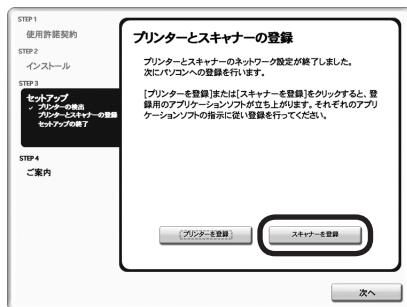 STEP 1
使用許諾契約
STEP 2
インストール
STEP 3
セットアップ
✓ プリンターの検出
プリンターとスキャナーの登録
セットアップの終了
STEP 4
ご案内
プリンターとスキャナーの登録
プリンターとスキャナーのネットワーク設定が終了しました。
次にパソコンへの登録を行います。
[プリンターを登録]または[スキャナーを登録]をクリックすると、登
録用のアプリケーションソフトが立ち上がります。それぞれのアプリ
ケーションソフトの指示に従い登録を行ってください。
プリンターを登録
スキャナーを登録
次へ